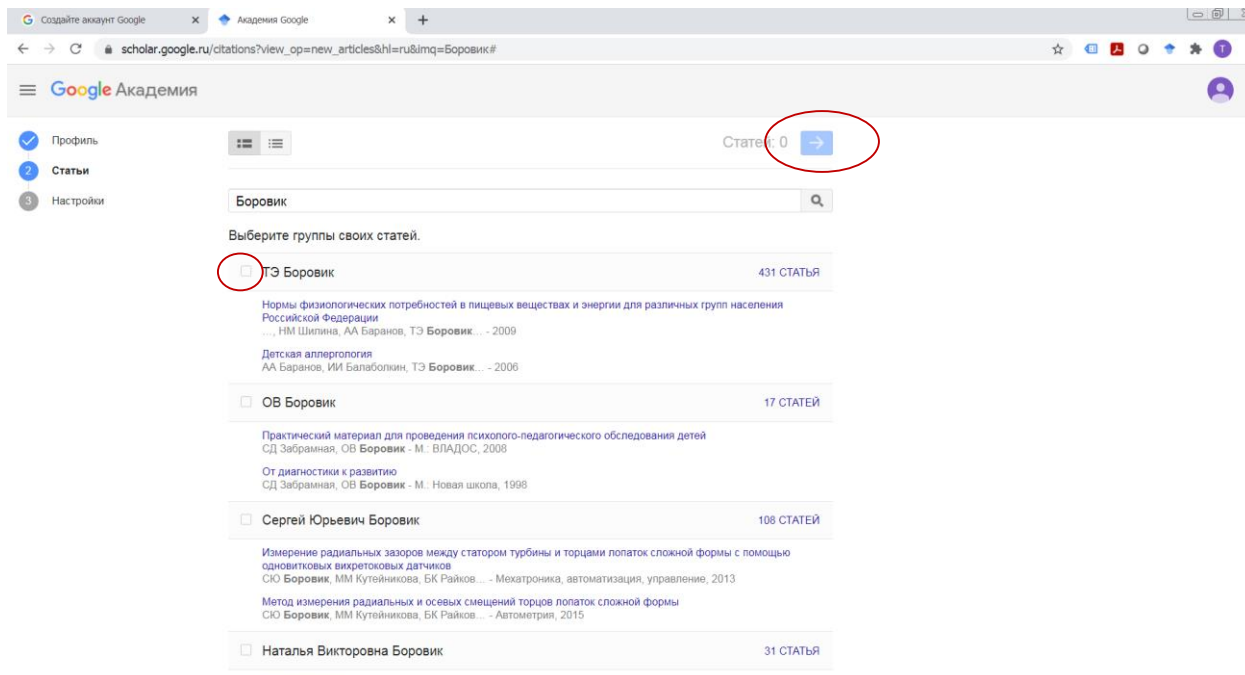 G Создайте аккаунт Google
Академия Google
scholar.google.ru/citations?view_op=new_articles&hl=ru&imq=Боровик#
T
Google Академия
Профиль
2 Статьи
3 Настройки
Статей: 0
Боровик
Выберите группы своих статей.
ТЭ Боровик 431 СТАТЬЯ
Нормы физиологических потребностей в пищевых веществах и энергии для различных групп населения
Российской Федерации
..., НМ Шилина, АА Баранов, ТЭ Боровик... - 2009
Детская аллергология
АА Баранов, ИИ Балаболкин, ТЭ Боровик... - 2006
ОВ Боровик 17 СТАТЕЙ
Практический материал для проведения психолого-педагогического обследования детей
СД Забрамная, ОВ Боровик - М.: ВЛАДОС, 2008
От диагностики к развитию
СД Забрамная, ОВ Боровик - М.: Новая школа, 1998
Сергей Юрьевич Боровик 108 СТАТЕЙ
Измерение радиальных зазоров между статором турбины и торцами лопаток сложной формы с помощью
одновитковых вихретоковых датчиков
СЮ Боровик, ММ Кутейникова, БК Райков... - Мехатроника, автоматизация, управление, 2013
Метод измерения радиальных и осевых смещений торцов лопаток сложной формы
СЮ Боровик, ММ Кутейникова, БК Райков... - Автометрия, 2015
Наталья Викторовна Боровик 31 СТАТЬЯ